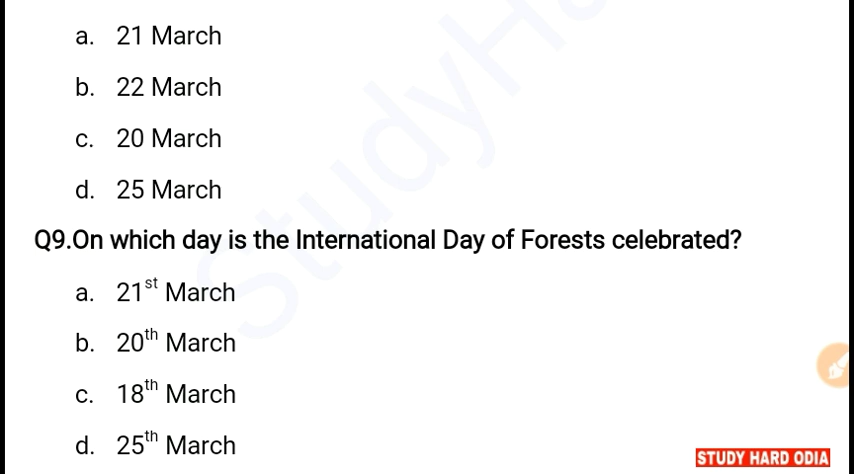 a. 21 March
b. 22 March
c. 20 March
d. 25 March
Q9.On which day is the International Day of Forests celebrated?
a. 21st March
b. 20th March
c. 18th March
d. 25th March
StudyH
STUDY HARD ODIA